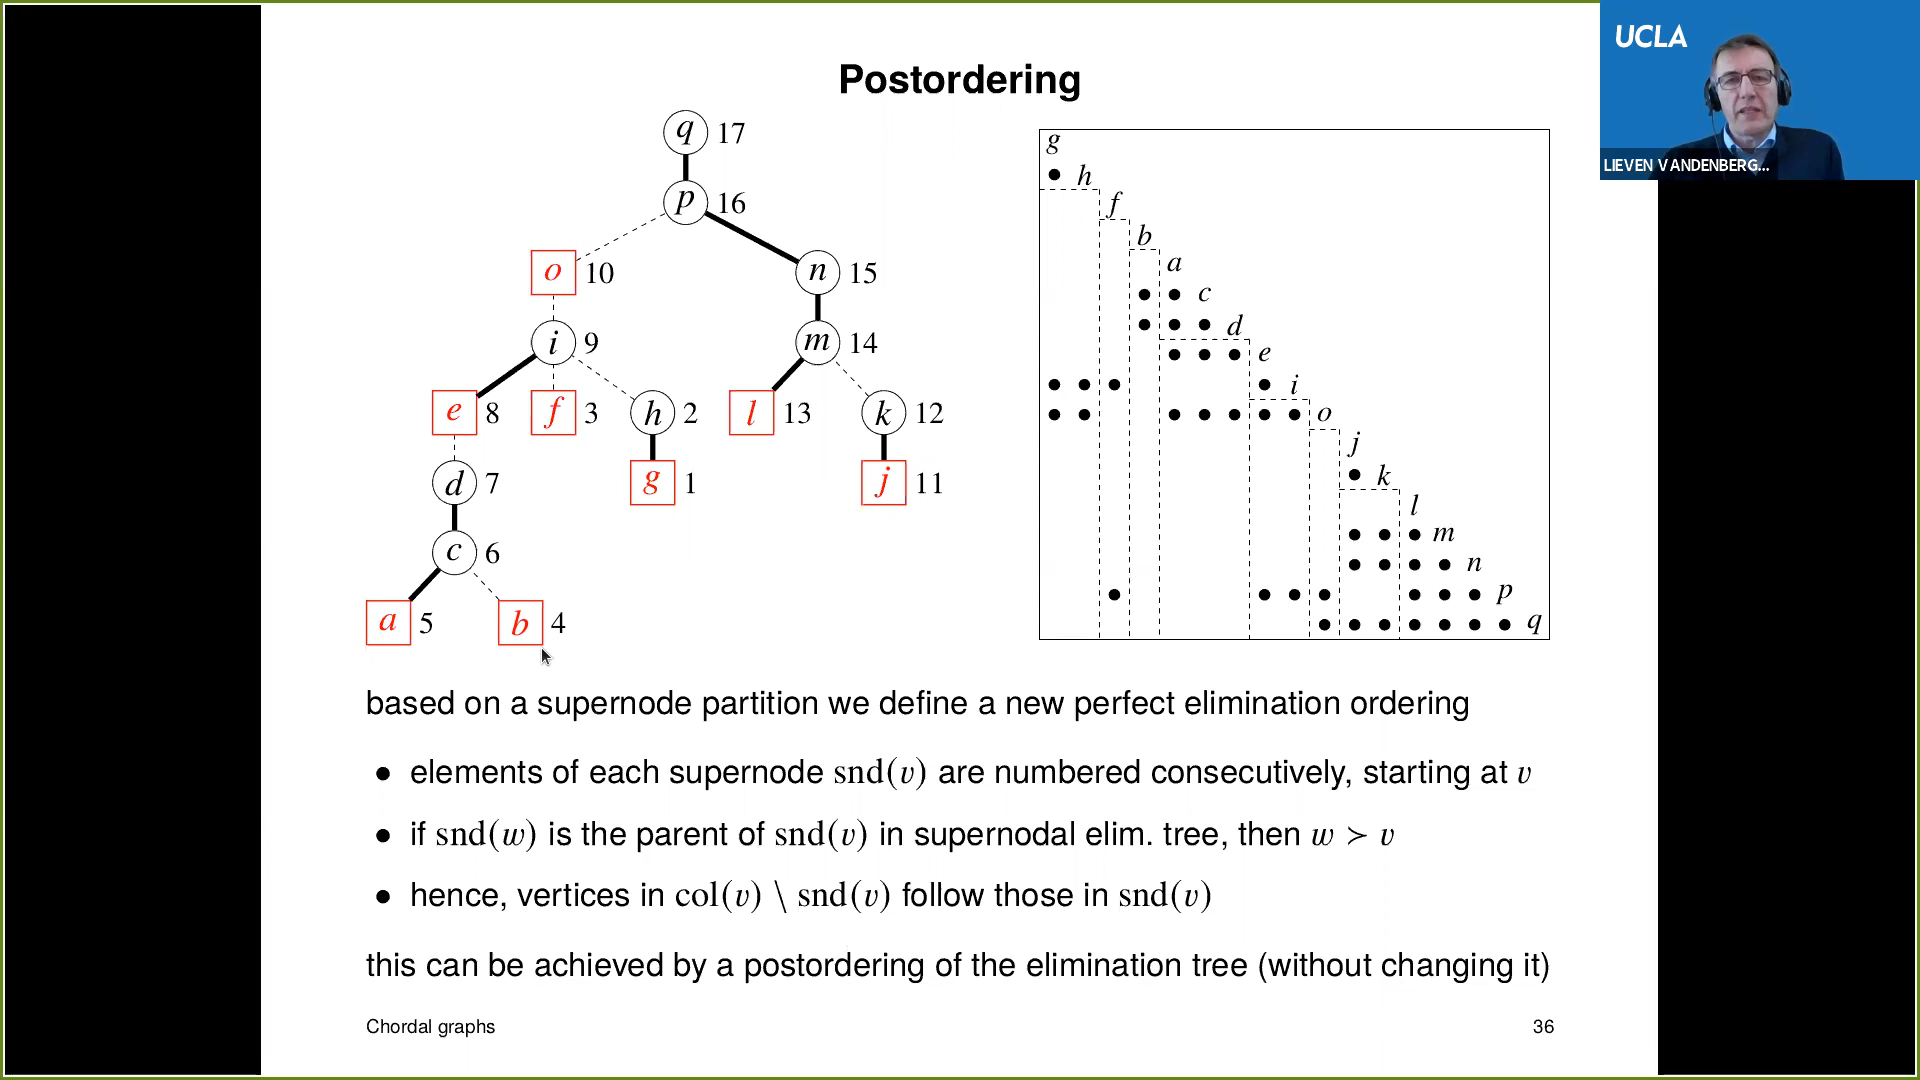 UCLA
LIEVEN VANDENBERG...
Postordering
q 17
p 16
o 10
n 15
i 9
m 14
e 8
f 3
h 2
l 13
k 12
d 7
g 1
j 11
c 6
a 5
b 4
g
h
f
b
a
c
d
e
i
o
j
k
l
m
n
p
q
based on a supernode partition we define a new perfect elimination ordering
• elements of each supernode snd(v) are numbered consecutively, starting at v
• if snd(w) is the parent of snd(v) in supernodal elim. tree, then w ≻ v
• hence, vertices in col(v) \ snd(v) follow those in snd(v)
this can be achieved by a postordering of the elimination tree (without changing it)
Chordal graphs
36